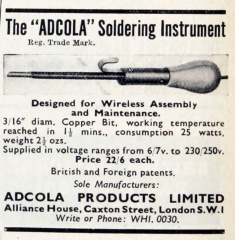 The "ADCOLA" Soldering Instrument
Reg. Trade Mark.
Designed for Wireless Assembly
and Maintenance.
3/16" diam. Copper Bit, working temperature
reached in 1½ mins., consumption 25 watts,
weight 2½ ozs.
Supplied in voltage ranges from 6/7v. to 230/250v.
Price 22/6 each.
British and Foreign patents.
Sole Manufacturers:
ADCOLA PRODUCTS LIMITED
Alliance House, Caxton Street, London S.W.1
Write or Phone: WHI. 0030.